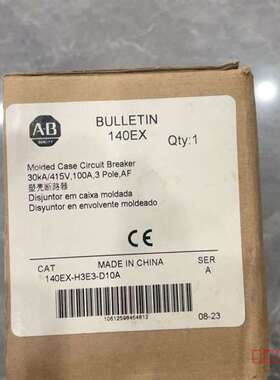 AB
QUALITY
BULLETIN
140EX
Qty:1
Molded Case Circuit Breaker
30kA/415V,100A,3 Pole,AF
塑壳断路器
Disjuntor em caixa moldada
Disyuntor en envolvente moldeado
CE
CAT
MADE IN CHINA
SER
140EX-H3E3-D10A
A
10612598464812
08-23